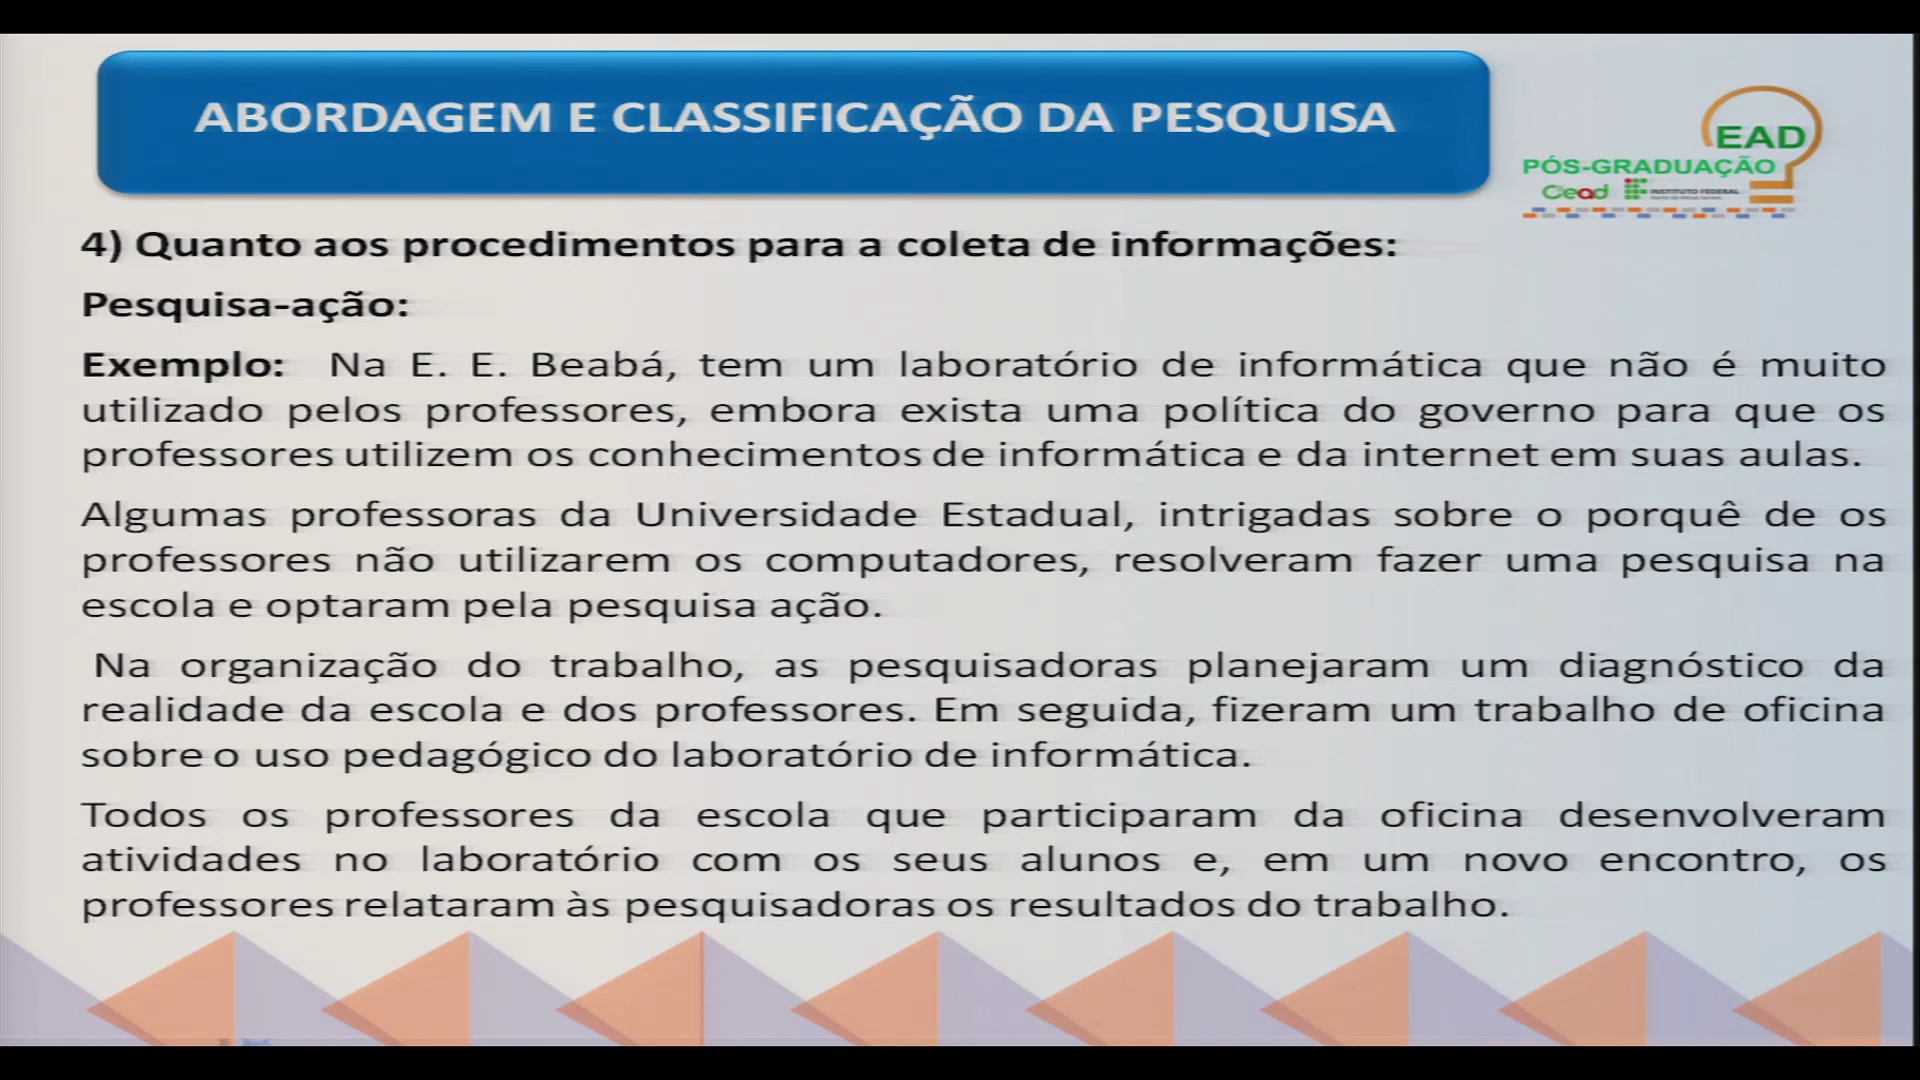 ABORDAGEM E CLASSIFICAÇÃO DA PESQUISA
EAD
PÓS-GRADUAÇÃO
Cead INSTITUTO FEDERAL
4) Quanto aos procedimentos para a coleta de informações:
Pesquisa-ação:
Exemplo: Na E. E. Beabá, tem um laboratório de informática que não é muito
utilizado pelos professores, embora exista uma política do governo para que os
professores utilizem os conhecimentos de informática e da internet em suas aulas.
Algumas professoras da Universidade Estadual, intrigadas sobre o porquê de os
professores não utilizarem os computadores, resolveram fazer uma pesquisa na
escola e optaram pela pesquisa ação.
Na organização do trabalho, as pesquisadoras planejaram um diagnóstico da
realidade da escola e dos professores. Em seguida, fizeram um trabalho de oficina
sobre o uso pedagógico do laboratório de informática.
Todos os professores da escola que participaram da oficina desenvolveram
atividades no laboratório com os seus alunos e, em um novo encontro, os
professores relataram às pesquisadoras os resultados do trabalho.